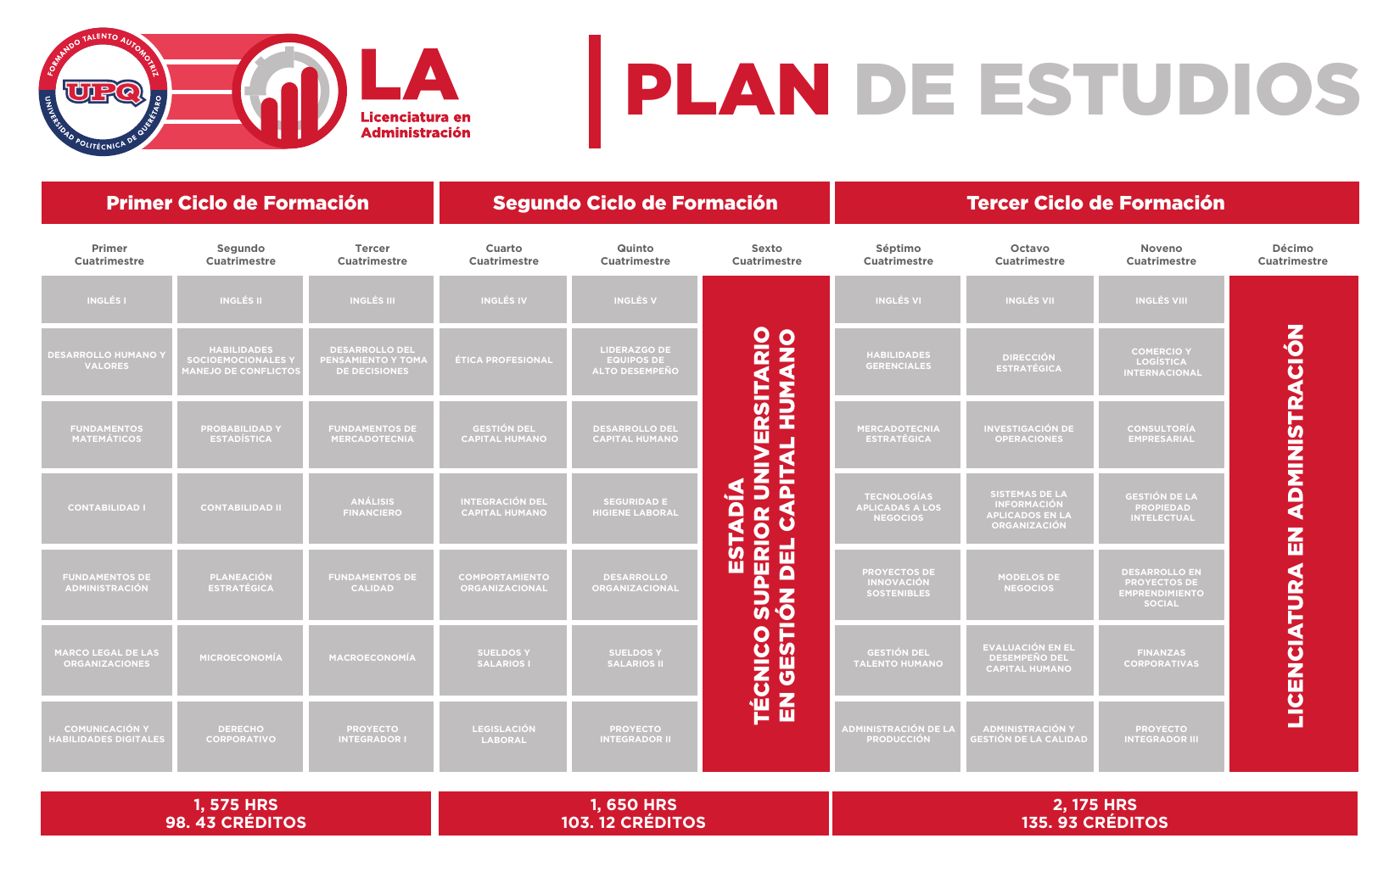 FORMANDO TALENTO AUTOMOTRIZ
UPQ
UNIVERSIDAD POLITÉCNICA DE QUERÉTARO
LA
Licenciatura en
Administración
PLAN DE ESTUDIOS
Primer Ciclo de Formación
Segundo Ciclo de Formación
Tercer Ciclo de Formación
Primer
Cuatrimestre
Segundo
Cuatrimestre
Tercer
Cuatrimestre
Cuarto
Cuatrimestre
Quinto
Cuatrimestre
Sexto
Cuatrimestre
Séptimo
Cuatrimestre
Octavo
Cuatrimestre
Noveno
Cuatrimestre
Décimo
Cuatrimestre
INGLÉS I
INGLÉS II
INGLÉS III
INGLÉS IV
INGLÉS V
INGLÉS VI
INGLÉS VII
INGLÉS VIII
DESARROLLO HUMANO Y
VALORES
HABILIDADES
SOCIOEMOCIONALES Y
MANEJO DE CONFLICTOS
DESARROLLO DEL
PENSAMIENTO Y TOMA
DE DECISIONES
ÉTICA PROFESIONAL
LIDERAZGO DE
EQUIPOS DE
ALTO DESEMPEÑO
HABILIDADES
GERENCIALES
DIRECCIÓN
ESTRATÉGICA
COMERCIO Y
LOGÍSTICA
INTERNACIONAL
FUNDAMENTOS
MATEMÁTICOS
PROBABILIDAD Y
ESTADÍSTICA
FUNDAMENTOS DE
MERCADOTECNIA
GESTIÓN DEL
CAPITAL HUMANO
DESARROLLO DEL
CAPITAL HUMANO
MERCADOTECNIA
ESTRATÉGICA
INVESTIGACIÓN DE
OPERACIONES
CONSULTORÍA
EMPRESARIAL
CONTABILIDAD I
CONTABILIDAD II
ANÁLISIS
FINANCIERO
INTEGRACIÓN DEL
CAPITAL HUMANO
SEGURIDAD E
HIGIENE LABORAL
TECNOLOGÍAS
APLICADAS A LOS
NEGOCIOS
SISTEMAS DE LA
INFORMACIÓN
APLICADOS EN LA
ORGANIZACIÓN
GESTIÓN DE LA
PROPIEDAD
INTELECTUAL
FUNDAMENTOS DE
ADMINISTRACIÓN
PLANEACIÓN
ESTRATÉGICA
FUNDAMENTOS DE
CALIDAD
COMPORTAMIENTO
ORGANIZACIONAL
DESARROLLO
ORGANIZACIONAL
PROYECTOS DE
INNOVACIÓN
SOSTENIBLES
MODELOS DE
NEGOCIOS
DESARROLLO EN
PROYECTOS DE
EMPRENDIMIENTO
SOCIAL
MARCO LEGAL DE LAS
ORGANIZACIONES
MICROECONOMÍA
MACROECONOMÍA
SUELDOS Y
SALARIOS I
SUELDOS Y
SALARIOS II
GESTIÓN DEL
TALENTO HUMANO
EVALUACIÓN EN EL
DESEMPEÑO DEL
CAPITAL HUMANO
FINANZAS
CORPORATIVAS
COMUNICACIÓN Y
HABILIDADES DIGITALES
DERECHO
CORPORATIVO
PROYECTO
INTEGRADOR I
LEGISLACIÓN
LABORAL
PROYECTO
INTEGRADOR II
ADMINISTRACIÓN DE LA
PRODUCCIÓN
ADMINISTRACIÓN Y
GESTIÓN DE LA CALIDAD
PROYECTO
INTEGRADOR III
ESTADÍA
TÉCNICO SUPERIOR UNIVERSITARIO
EN GESTIÓN DEL CAPITAL HUMANO
LICENCIATURA EN ADMINISTRACIÓN
1, 575 HRS
98. 43 CRÉDITOS
1, 650 HRS
103. 12 CRÉDITOS
2, 175 HRS
135. 93 CRÉDITOS